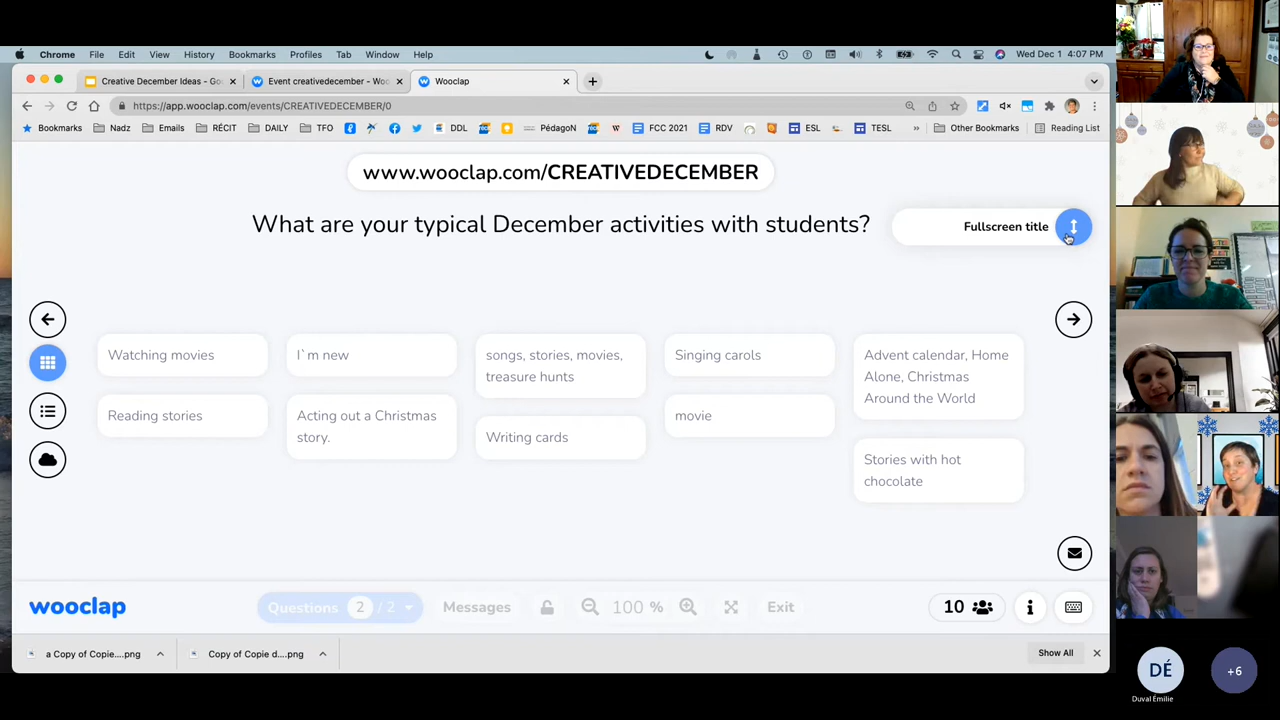 Chrome File Edit View History Bookmarks Profiles Tab Window Help
Wed Dec 1 4:07 PM
Creative December Ideas - Go
Event creativedecember - Woo
Wooclap
https://app.wooclap.com/events/CREATIVEDECEMBER/0
Bookmarks Nadz Emails RÉCIT DAILY TFO DDL PédagoN FCC 2021 RDV ESL TESL » Other Bookmarks Reading List
www.wooclap.com/CREATIVEDECEMBER
What are your typical December activities with students?
Fullscreen title
Watching movies
Reading stories
I`m new
Acting out a Christmas
story.
songs, stories, movies,
treasure hunts
Writing cards
Singing carols
movie
Advent calendar, Home
Alone, Christmas
Around the World
Stories with hot
chocolate
wooclap
Questions 2 / 2
Messages
100 %
Exit
10
a Copy of Copie....png
Copy of Copie d....png
Show All
DÉ
Duval Émilie
+6